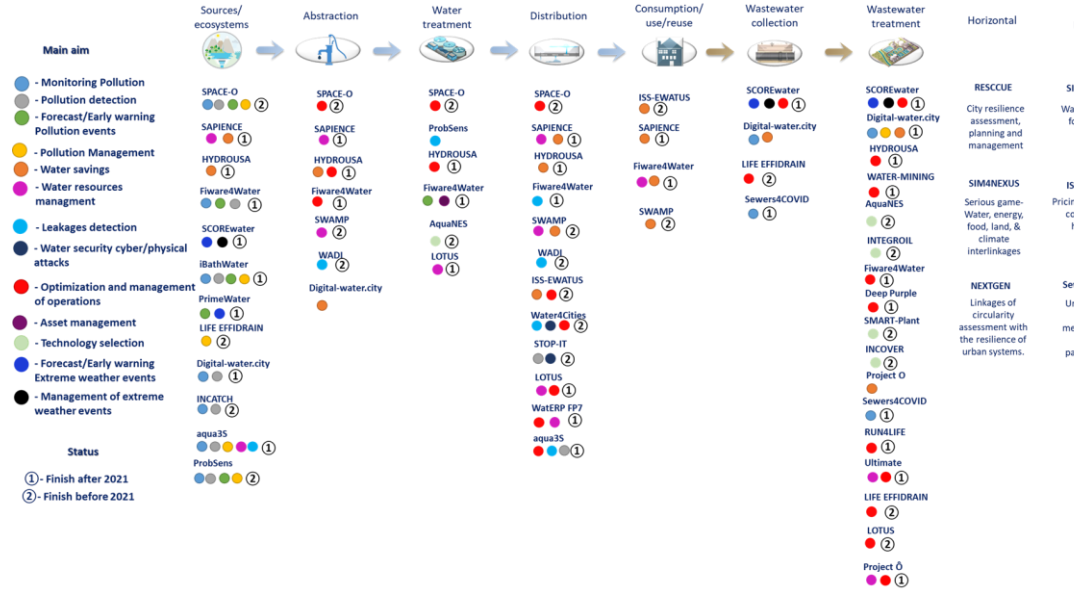 Main aim
- Monitoring Pollution
- Pollution detection
- Forecast/Early warning
Pollution events
- Pollution Management
- Water savings
- Water resources
managment
- Leakages detection
- Water security cyber/physical
attacks
- Optimization and management
of operations
- Asset management
- Technology selection
- Forecast/Early warning
Extreme weather events
- Management of extreme
weather events
Status
1 - Finish after 2021
2 - Finish before 2021
Sources/
ecosystems
SPACE-O
2
SAPIENCE
1
HYDROUSA
1
Fiware4Water
1
SCOREwater
1
iBathWater
1
PrimeWater
1
LIFE EFFIDRAIN
2
Digital-water.city
1
INCATCH
2
aqua3S
1
ProbSens
2
Abstraction
SPACE-O
2
SAPIENCE
1
HYDROUSA
1
Fiware4Water
1
SWAMP
2
WADI
2
Digital-water.city
Water
treatment
SPACE-O
2
ProbSens
HYDROUSA
1
Fiware4Water
1
AquaNES
2
LOTUS
1
Distribution
SPACE-O
2
SAPIENCE
1
HYDROUSA
1
Fiware4Water
1
SWAMP
2
WADI
2
ISS-EWATUS
2
Water4Cities
2
STOP-IT
2
LOTUS
1
WatERP FP7
1
aqua3S
1
Consumption/
use/reuse
ISS-EWATUS
2
SAPIENCE
1
Fiware4Water
1
SWAMP
2
Wastewater
collection
SCOREwater
1
Digital-water.city
LIFE EFFIDRAIN
2
Sewers4COVID
1
Wastewater
treatment
SCOREwater
1
Digital-water.city
1
HYDROUSA
1
WATER-MINING
1
AquaNES
2
INTEGROIL
2
Fiware4Water
1
Deep Purple
1
SMART-Plant
2
INCOVER
2
Project O
Sewers4COVID
1
RUN4LIFE
1
Ultimate
1
LIFE EFFIDRAIN
2
LOTUS
2
Project Ô
1
Horizontal
RESCCUE
City resilience
assessment,
planning and
management
SIM4NEXUS
Serious game-
Water, energy,
food, land, &
climate
interlinkages
NEXTGEN
Linkages of
circularity
assessment with
the resilience of
urban systems.